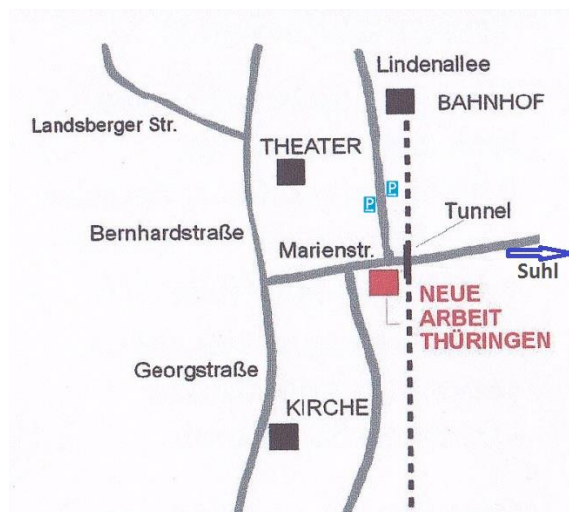 Lindenallee
BAHNHOF
Landsberger Str.
THEATER
P
P
Tunnel
Bernhardstraße
Marienstr.
Suhl
NEUE
ARBEIT
THÜRINGEN
Georgstraße
KIRCHE